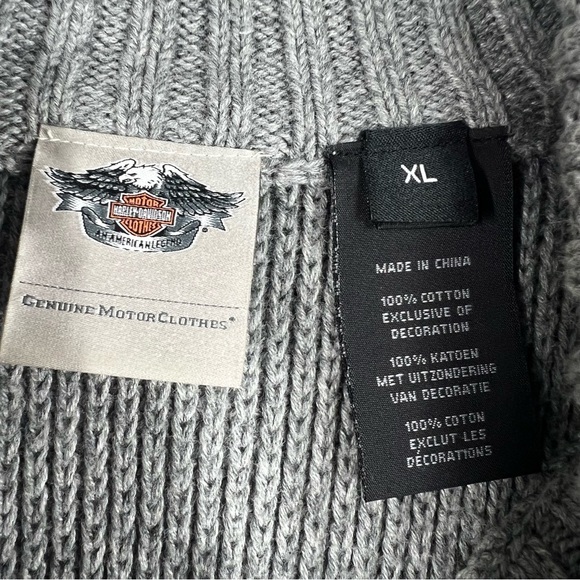 MOTOR
HARLEY-DAVIDSON
CLOTHES
AN AMERICAN LEGEND
GENUINE MOTORCLOTHES®
XL
MADE IN CHINA
100% COTTON
EXCLUSIVE OF
DECORATION
100% KATOEN
MET UITZONDERING
VAN DECORATIE
100% COTON
EXCLUT LES
DÉCORATIONS